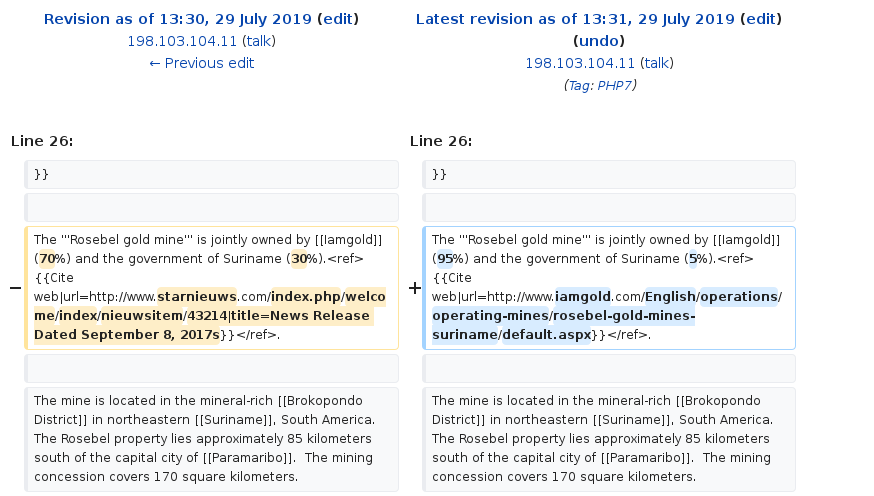 Revision as of 13:30, 29 July 2019 (edit)
198.103.104.11 (talk)
← Previous edit
Latest revision as of 13:31, 29 July 2019 (edit)
(undo)
198.103.104.11 (talk)
(Tag: PHP7)
Line 26:
Line 26:
}}
}}
−
The '''Rosebel gold mine''' is jointly owned by [[Iamgold]]
(70%) and the government of Suriname (30%).<ref>
{{Cite
web|url=http://www.starnieuws.com/index.php/welco
me/index/nieuwsitem/43214|title=News Release
Dated September 8, 2017s}}</ref>.
+
The '''Rosebel gold mine''' is jointly owned by [[Iamgold]]
(95%) and the government of Suriname (5%).<ref>
{{Cite
web|url=http://www.iamgold.com/English/operations/
operating-mines/rosebel-gold-mines-
suriname/default.aspx}}</ref>.
The mine is located in the mineral-rich [[Brokopondo
District]] in northeastern [[Suriname]], South America.
The Rosebel property lies approximately 85 kilometers
south of the capital city of [[Paramaribo]].  The mining
concession covers 170 square kilometers.
The mine is located in the mineral-rich [[Brokopondo
District]] in northeastern [[Suriname]], South America.
The Rosebel property lies approximately 85 kilometers
south of the capital city of [[Paramaribo]].  The mining
concession covers 170 square kilometers.